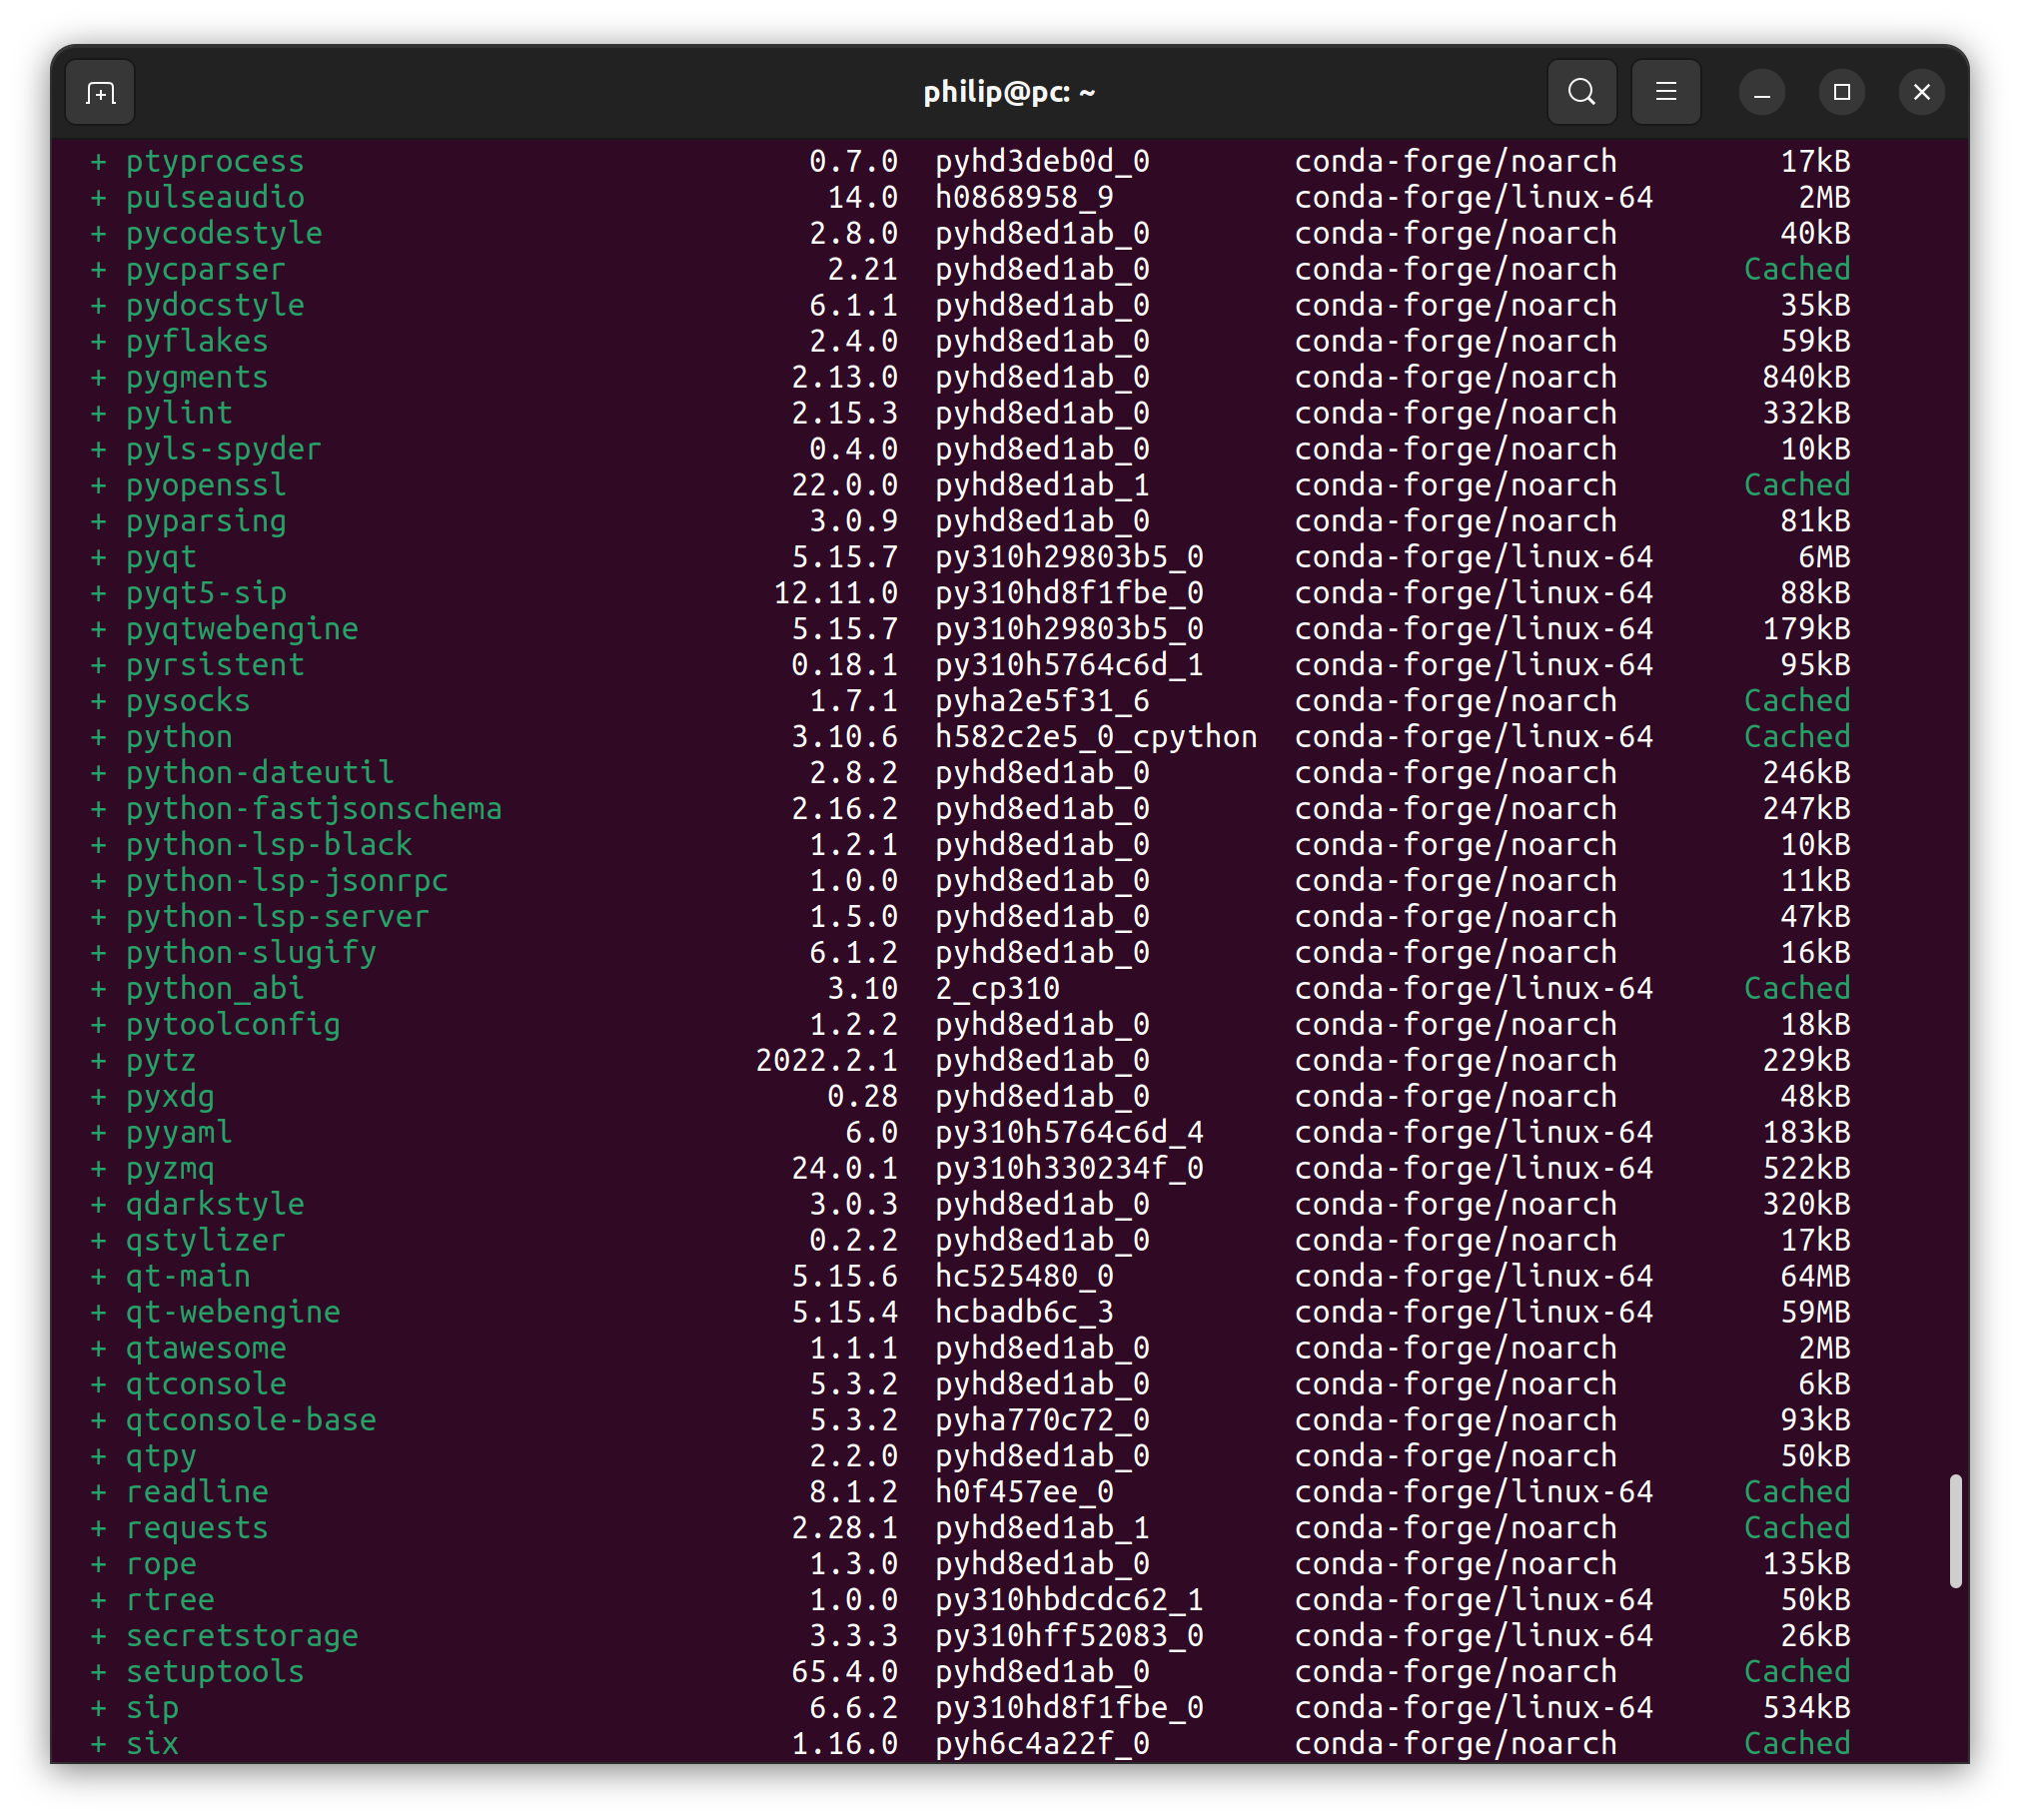 philip@pc: ~
+ ptyprocess 0.7.0 pyhd3deb0d_0 conda-forge/noarch 17kB
+ pulseaudio 14.0 h0868958_9 conda-forge/linux-64 2MB
+ pycodestyle 2.8.0 pyhd8ed1ab_0 conda-forge/noarch 40kB
+ pycparser 2.21 pyhd8ed1ab_0 conda-forge/noarch Cached
+ pydocstyle 6.1.1 pyhd8ed1ab_0 conda-forge/noarch 35kB
+ pyflakes 2.4.0 pyhd8ed1ab_0 conda-forge/noarch 59kB
+ pygments 2.13.0 pyhd8ed1ab_0 conda-forge/noarch 840kB
+ pylint 2.15.3 pyhd8ed1ab_0 conda-forge/noarch 332kB
+ pyls-spyder 0.4.0 pyhd8ed1ab_0 conda-forge/noarch 10kB
+ pyopenssl 22.0.0 pyhd8ed1ab_1 conda-forge/noarch Cached
+ pyparsing 3.0.9 pyhd8ed1ab_0 conda-forge/noarch 81kB
+ pyqt 5.15.7 py310h29803b5_0 conda-forge/linux-64 6MB
+ pyqt5-sip 12.11.0 py310hd8f1fbe_0 conda-forge/linux-64 88kB
+ pyqtwebengine 5.15.7 py310h29803b5_0 conda-forge/linux-64 179kB
+ pyrsistent 0.18.1 py310h5764c6d_1 conda-forge/linux-64 95kB
+ pysocks 1.7.1 pyha2e5f31_6 conda-forge/noarch Cached
+ python 3.10.6 h582c2e5_0_cpython conda-forge/linux-64 Cached
+ python-dateutil 2.8.2 pyhd8ed1ab_0 conda-forge/noarch 246kB
+ python-fastjsonschema 2.16.2 pyhd8ed1ab_0 conda-forge/noarch 247kB
+ python-lsp-black 1.2.1 pyhd8ed1ab_0 conda-forge/noarch 10kB
+ python-lsp-jsonrpc 1.0.0 pyhd8ed1ab_0 conda-forge/noarch 11kB
+ python-lsp-server 1.5.0 pyhd8ed1ab_0 conda-forge/noarch 47kB
+ python-slugify 6.1.2 pyhd8ed1ab_0 conda-forge/noarch 16kB
+ python_abi 3.10 2_cp310 conda-forge/linux-64 Cached
+ pytoolconfig 1.2.2 pyhd8ed1ab_0 conda-forge/noarch 18kB
+ pytz 2022.2.1 pyhd8ed1ab_0 conda-forge/noarch 229kB
+ pyxdg 0.28 pyhd8ed1ab_0 conda-forge/noarch 48kB
+ pyyaml 6.0 py310h5764c6d_4 conda-forge/linux-64 183kB
+ pyzmq 24.0.1 py310h330234f_0 conda-forge/linux-64 522kB
+ qdarkstyle 3.0.3 pyhd8ed1ab_0 conda-forge/noarch 320kB
+ qstylizer 0.2.2 pyhd8ed1ab_0 conda-forge/noarch 17kB
+ qt-main 5.15.6 hc525480_0 conda-forge/linux-64 64MB
+ qt-webengine 5.15.4 hcbadb6c_3 conda-forge/linux-64 59MB
+ qtawesome 1.1.1 pyhd8ed1ab_0 conda-forge/noarch 2MB
+ qtconsole 5.3.2 pyhd8ed1ab_0 conda-forge/noarch 6kB
+ qtconsole-base 5.3.2 pyha770c72_0 conda-forge/noarch 93kB
+ qtpy 2.2.0 pyhd8ed1ab_0 conda-forge/noarch 50kB
+ readline 8.1.2 h0f457ee_0 conda-forge/linux-64 Cached
+ requests 2.28.1 pyhd8ed1ab_1 conda-forge/noarch Cached
+ rope 1.3.0 pyhd8ed1ab_0 conda-forge/noarch 135kB
+ rtree 1.0.0 py310hbdcdc62_1 conda-forge/linux-64 50kB
+ secretstorage 3.3.3 py310hff52083_0 conda-forge/linux-64 26kB
+ setuptools 65.4.0 pyhd8ed1ab_0 conda-forge/noarch Cached
+ sip 6.6.2 py310hd8f1fbe_0 conda-forge/linux-64 534kB
+ six 1.16.0 pyh6c4a22f_0 conda-forge/noarch Cached